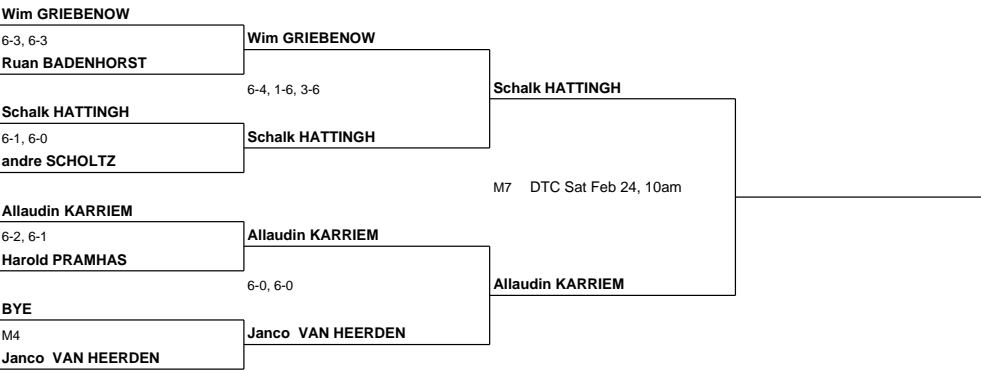 Wim GRIEBENOW
6-3, 6-3
Ruan BADENHORST
Schalk HATTINGH
6-1, 6-0
andre SCHOLTZ
Allaudin KARRIEM
6-2, 6-1
Harold PRAMHAS
BYE
M4
Janco  VAN HEERDEN
Wim GRIEBENOW
6-4, 1-6, 3-6
Schalk HATTINGH
Allaudin KARRIEM
6-0, 6-0
Janco  VAN HEERDEN
Schalk HATTINGH
M7 DTC Sat Feb 24, 10am
Allaudin KARRIEM